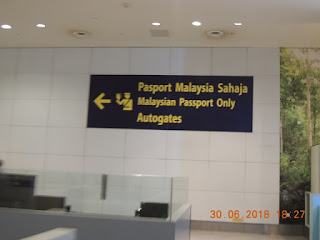 Pasport Malaysia Sahaja
Malaysian Passport Only
Autogates
30.06.2018 18:27